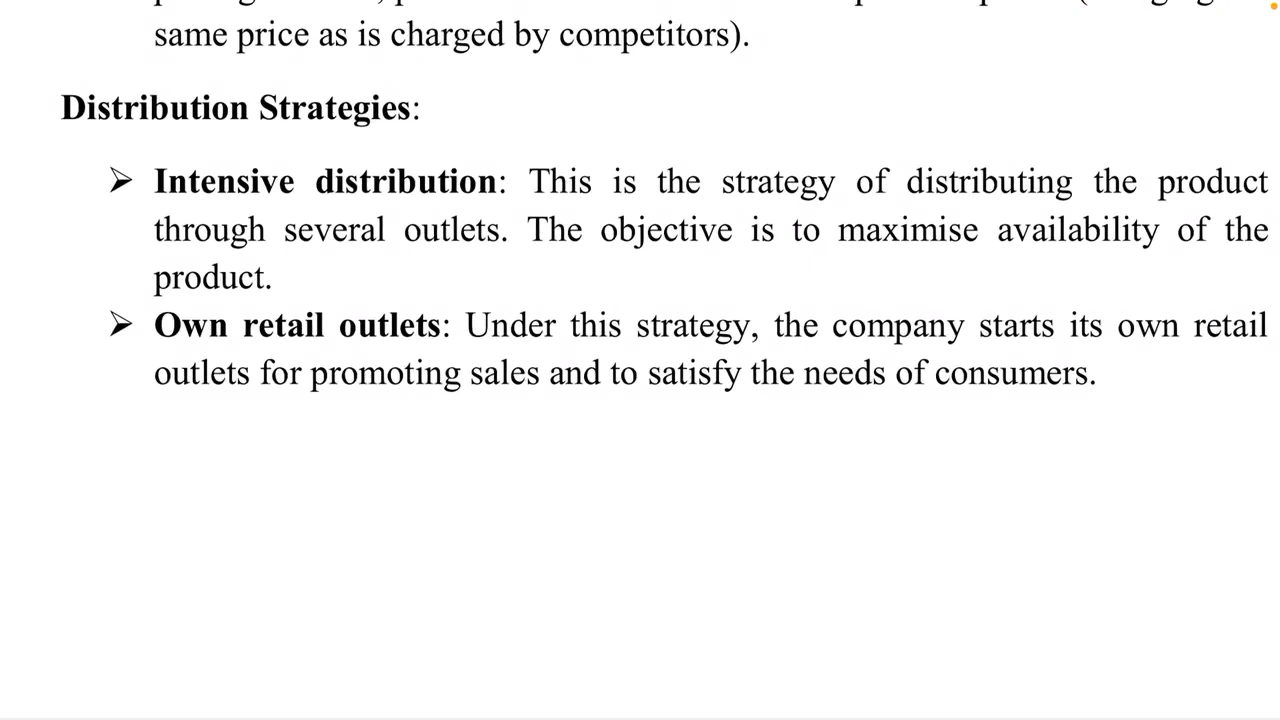 same price as is charged by competitors).
Distribution Strategies:
➤ Intensive distribution: This is the strategy of distributing the product
through several outlets. The objective is to maximise availability of the
product.
➤ Own retail outlets: Under this strategy, the company starts its own retail
outlets for promoting sales and to satisfy the needs of consumers.